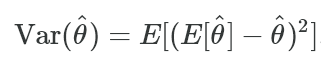 Var(θ̂) = E[(E[θ̂] − θ̂)²]